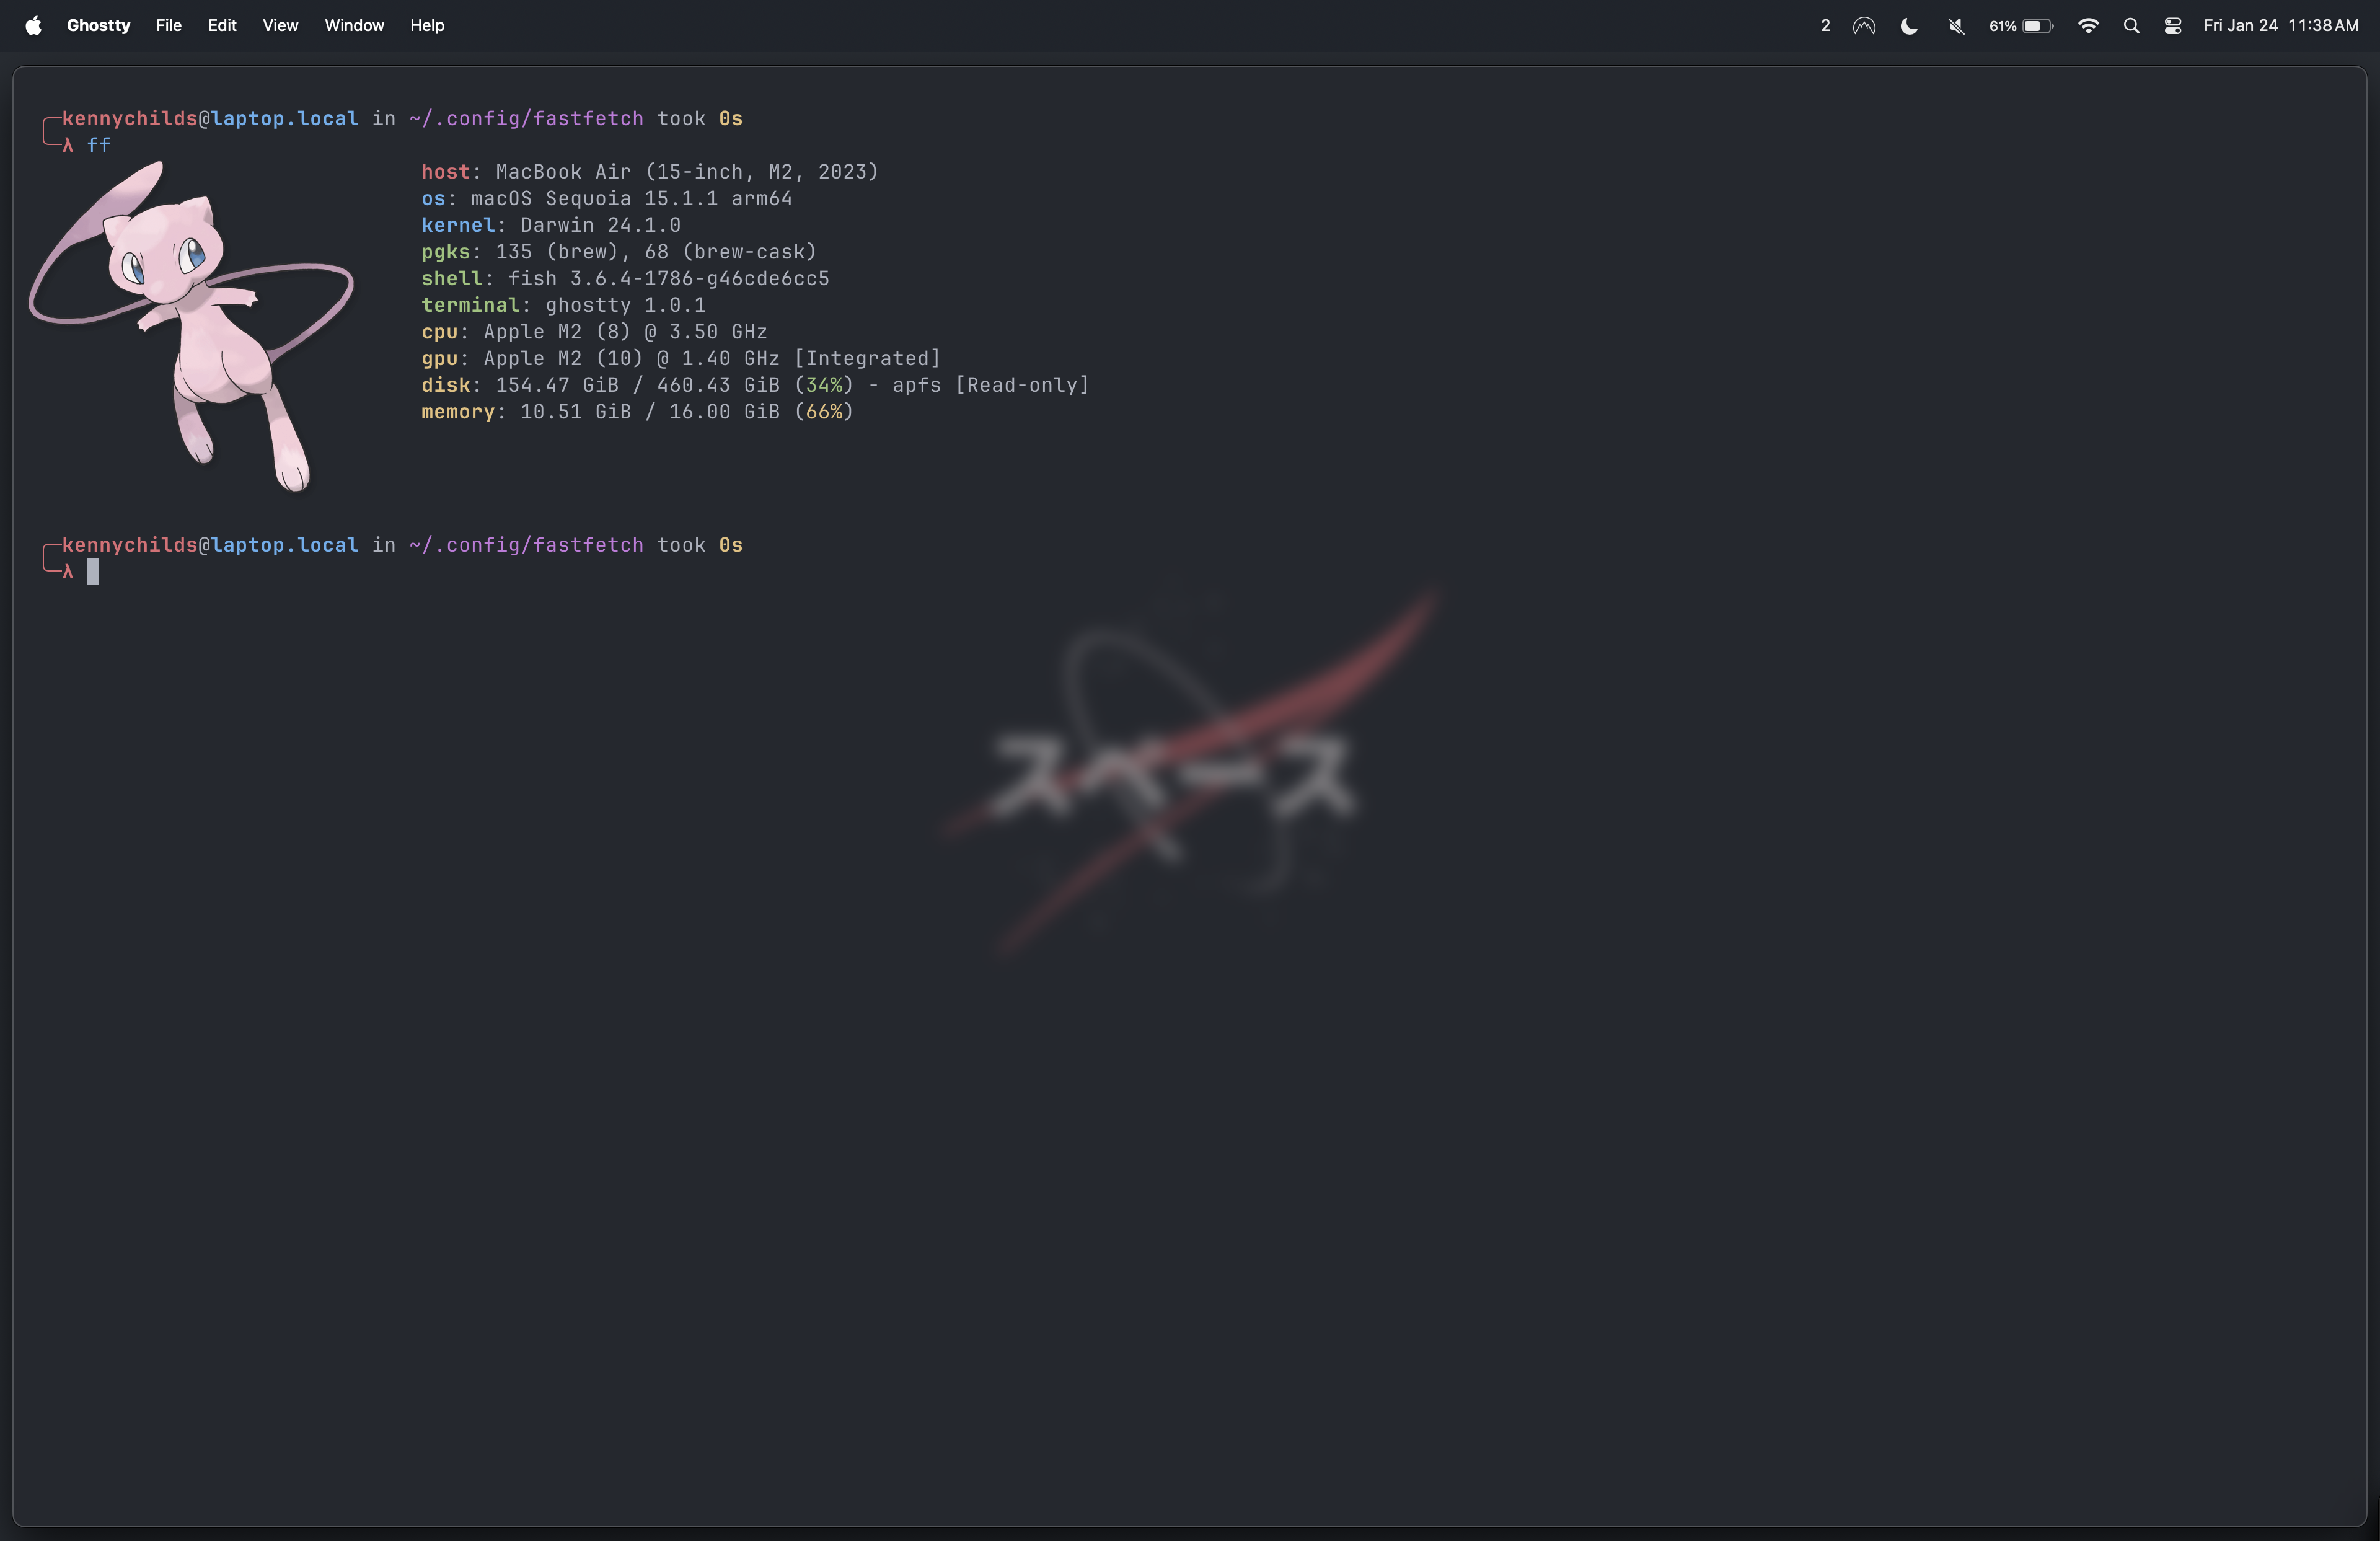 Ghostty File Edit View Window Help 2 61% Fri Jan 24 11:38 AM
kennychilds@laptop.local in ~/.config/fastfetch took 0s
λ ff
host: MacBook Air (15-inch, M2, 2023)
os: macOS Sequoia 15.1.1 arm64
kernel: Darwin 24.1.0
pgks: 135 (brew), 68 (brew-cask)
shell: fish 3.6.4-1786-g46cde6cc5
terminal: ghostty 1.0.1
cpu: Apple M2 (8) @ 3.50 GHz
gpu: Apple M2 (10) @ 1.40 GHz [Integrated]
disk: 154.47 GiB / 460.43 GiB (34%) - apfs [Read-only]
memory: 10.51 GiB / 16.00 GiB (66%)
kennychilds@laptop.local in ~/.config/fastfetch took 0s
λ
スペース